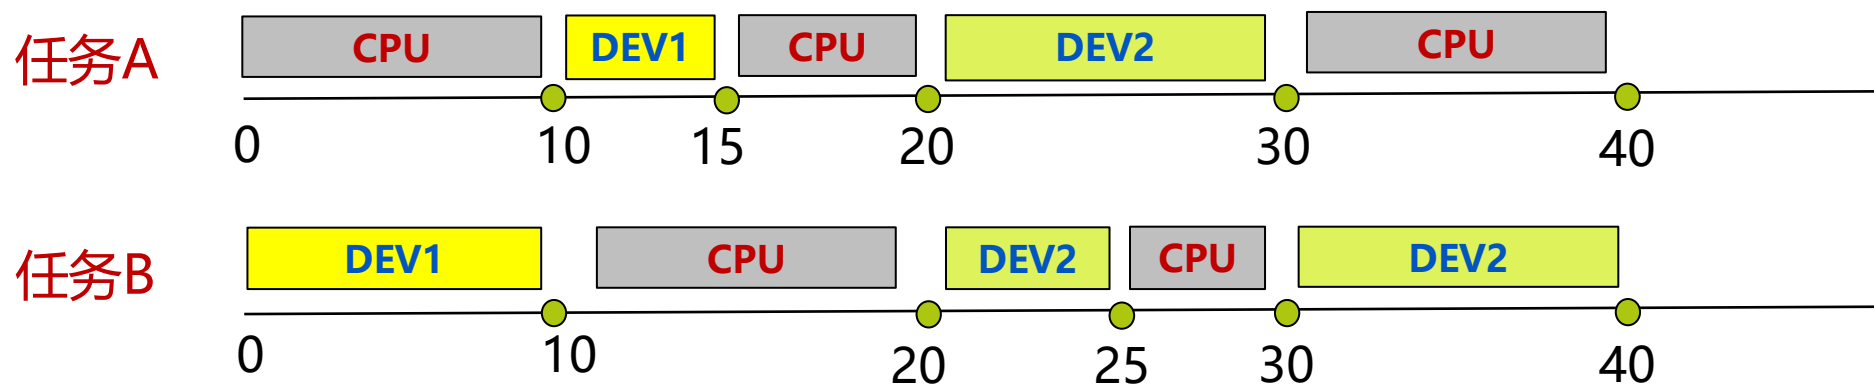 任务A CPU DEV1 CPU DEV2 CPU
0 10 15 20 30 40
任务B DEV1 CPU DEV2 CPU DEV2
0 10 20 25 30 40